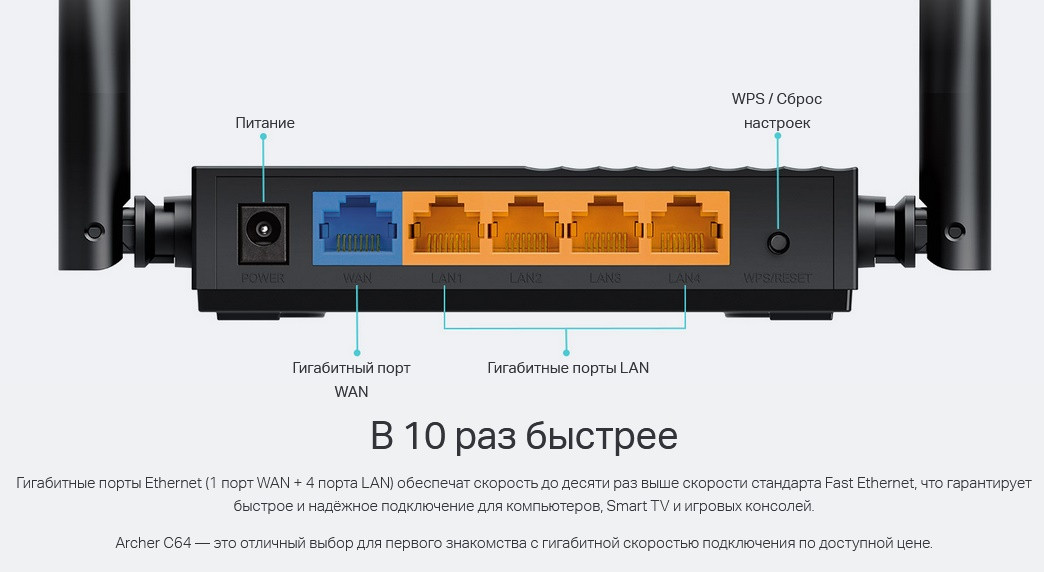 WPS / Сброс
настроек
Питание
POWER
WAN
LAN1
LAN2
LAN3
LAN4
WPS/RESET
Гигабитный порт
WAN
Гигабитные порты LAN
В 10 раз быстрее
Гигабитные порты Ethernet (1 порт WAN + 4 порта LAN) обеспечат скорость до десяти раз выше скорости стандарта Fast Ethernet, что гарантирует
быстрое и надёжное подключение для компьютеров, Smart TV и игровых консолей.
Archer C64 — это отличный выбор для первого знакомства с гигабитной скоростью подключения по доступной цене.